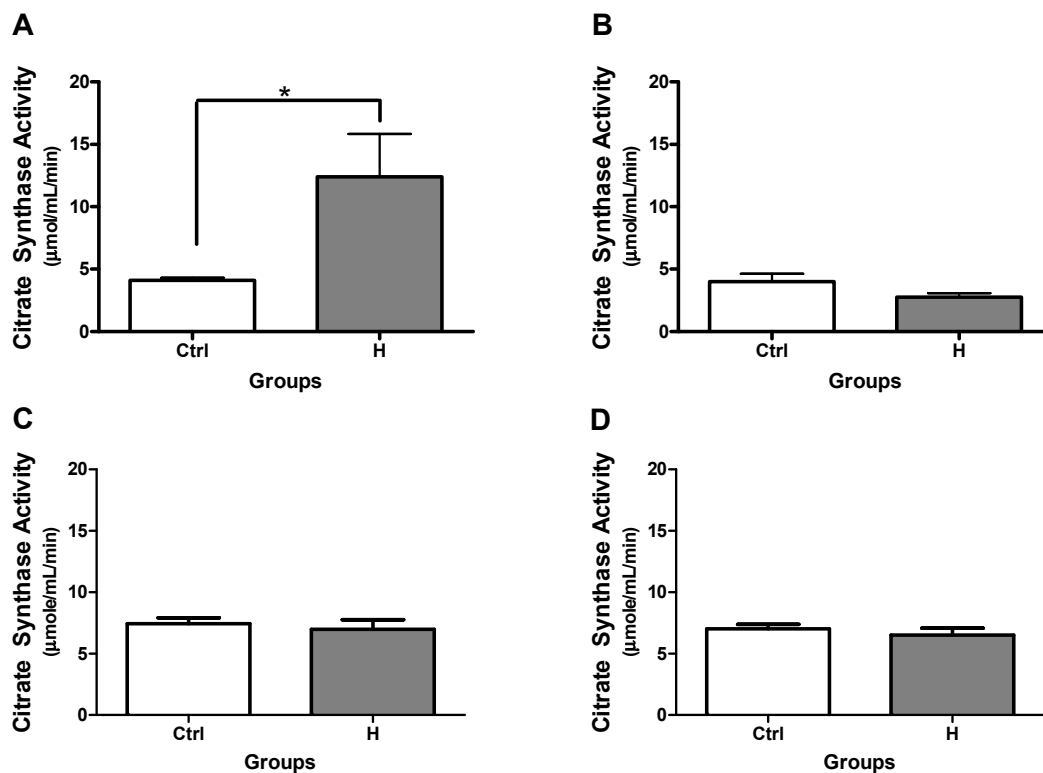 A
Citrate Synthase Activity
(µmol/mL/min)
20
15
10
5
0
*
Ctrl
H
Groups
B
Citrate Synthase Activity
(µmol/mL/min)
20
15
10
5
0
Ctrl
H
Groups
C
Citrate Synthase Activity
(µmole/mL/min)
20
15
10
5
0
Ctrl
H
Groups
D
Citrate Synthase Activity
(µmole/mL/min)
20
15
10
5
0
Ctrl
H
Groups